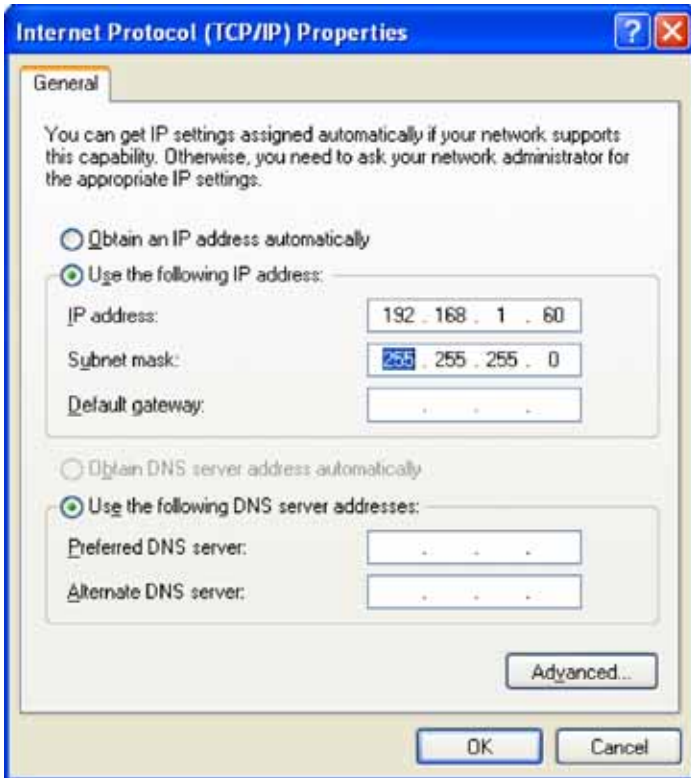 Internet Protocol (TCP/IP) Properties
General
You can get IP settings assigned automatically if your network supports
this capability. Otherwise, you need to ask your network administrator for
the appropriate IP settings.
Obtain an IP address automatically
Use the following IP address:
IP address: 192 . 168 . 1 . 60
Subnet mask: 255 . 255 . 255 . 0
Default gateway: . . .
Obtain DNS server address automatically
Use the following DNS server addresses:
Preferred DNS server: . . .
Alternate DNS server: . . .
Advanced...
OK Cancel